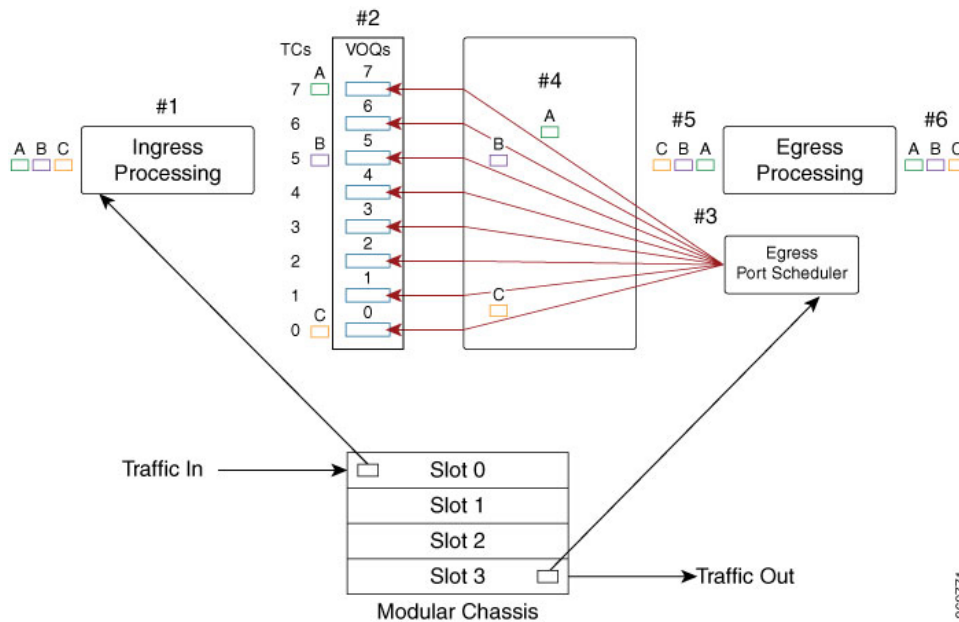 #2
TCs VOQs
#1
A B C
Ingress
Processing
A
7
7
6
6
B
5
5
4
4
3
3
2
2
1
1
C
0
0
#4
A
B
C
#5
C B A
Egress
Processing
#6
A B C
#3
Egress
Port Scheduler
Traffic In
Slot 0
Slot 1
Slot 2
Slot 3
Traffic Out
Modular Chassis